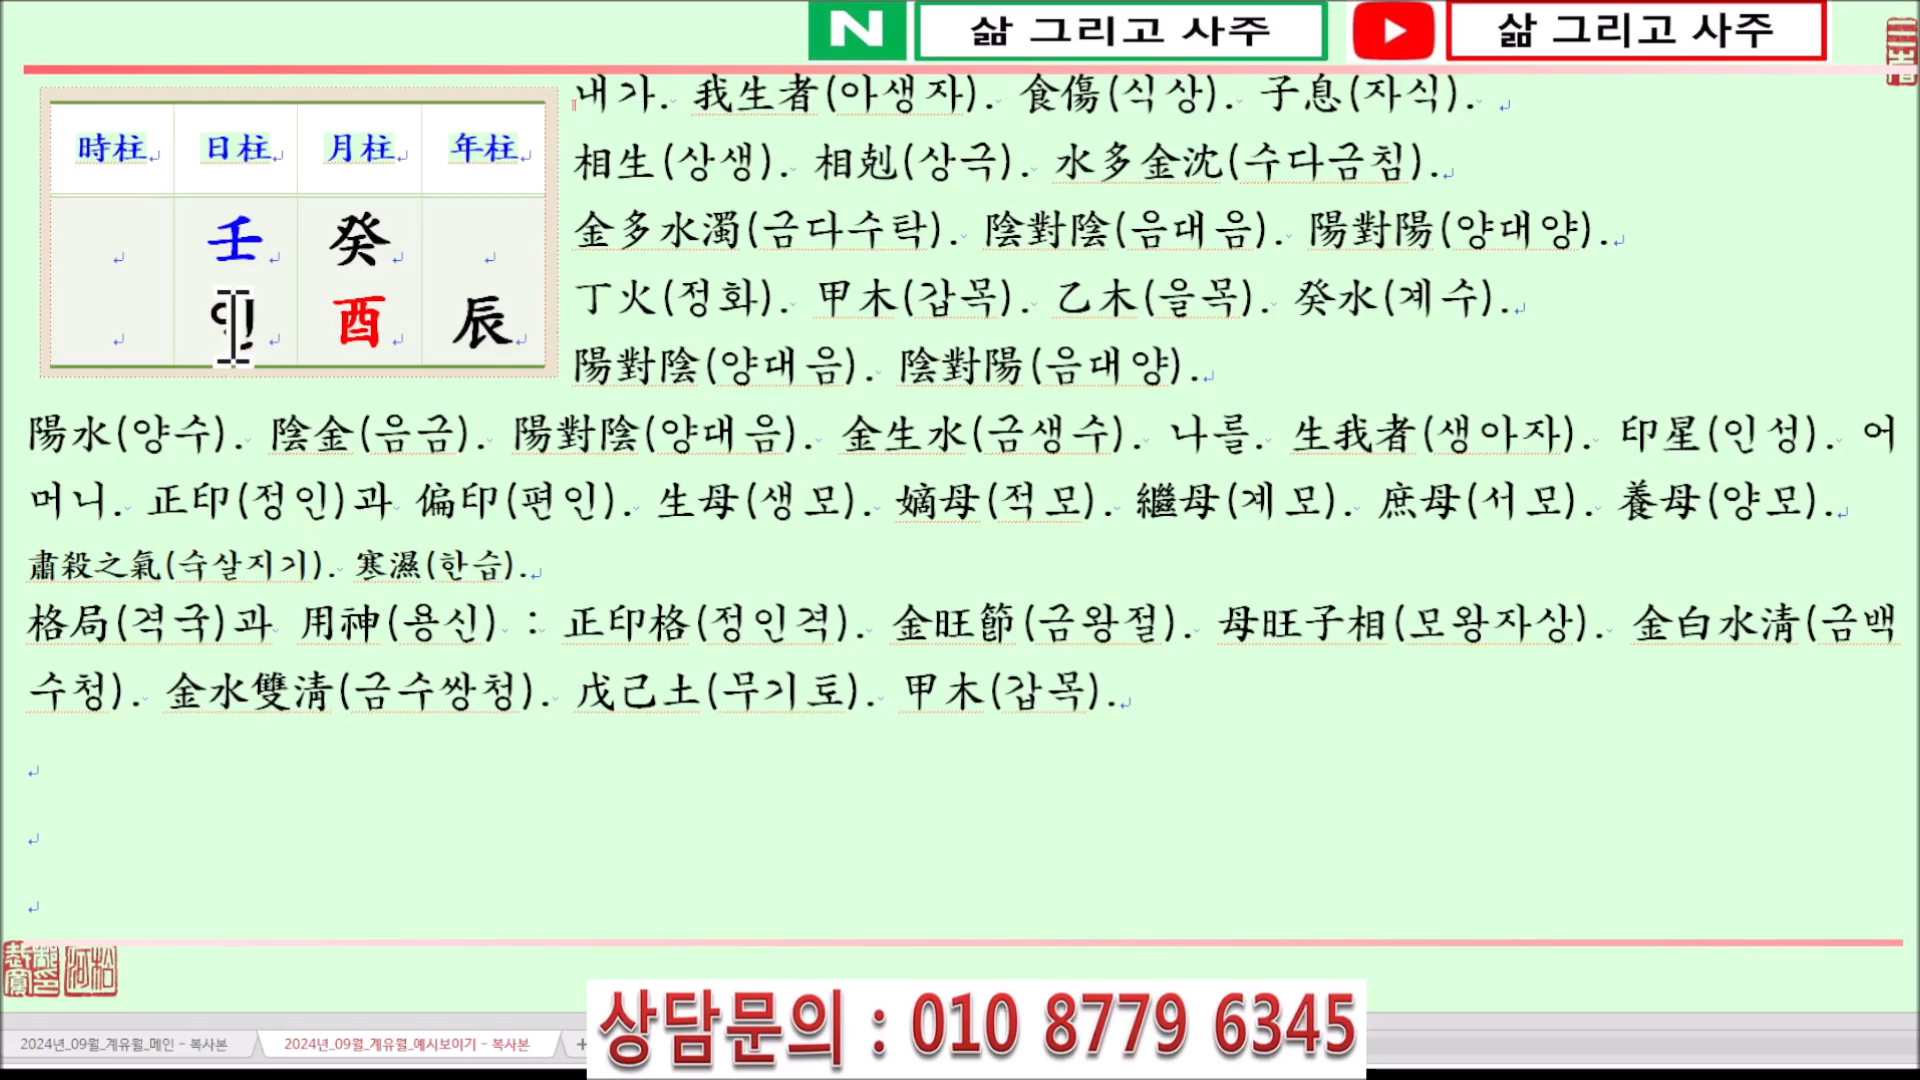 N 삶 그리고 사주 삶 그리고 사주
時柱 日柱 月柱 年柱
壬 癸
酉 辰
내가. 我生者(아생자). 食傷(식상). 子息(자식).
相生(상생). 相剋(상극). 水多金沈(수다금침).
金多水濁(금다수탁). 陰對陰(음대음). 陽對陽(양대양).
丁火(정화). 甲木(갑목). 乙木(을목). 癸水(계수).
陽對陰(양대음). 陰對陽(음대양).
陽水(양수). 陰金(음금). 陽對陰(양대음). 金生水(금생수). 나를. 生我者(생아자). 印星(인성). 어
머니. 正印(정인)과 偏印(편인). 生母(생모). 嫡母(적모). 繼母(계모). 庶母(서모). 養母(양모).
肅殺之氣(숙살지기). 寒濕(한습).
格局(격국)과 用神(용신) : 正印格(정인격). 金旺節(금왕절). 母旺子相(모왕자상). 金白水淸(금백
수청). 金水雙淸(금수쌍청). 戊己土(무기토). 甲木(갑목).
2024년_09월_계유월_메인 - 복사본 2024년_09월_계유월_예시보이기 - 복사본 +
상담문의 : 010 8779 6345